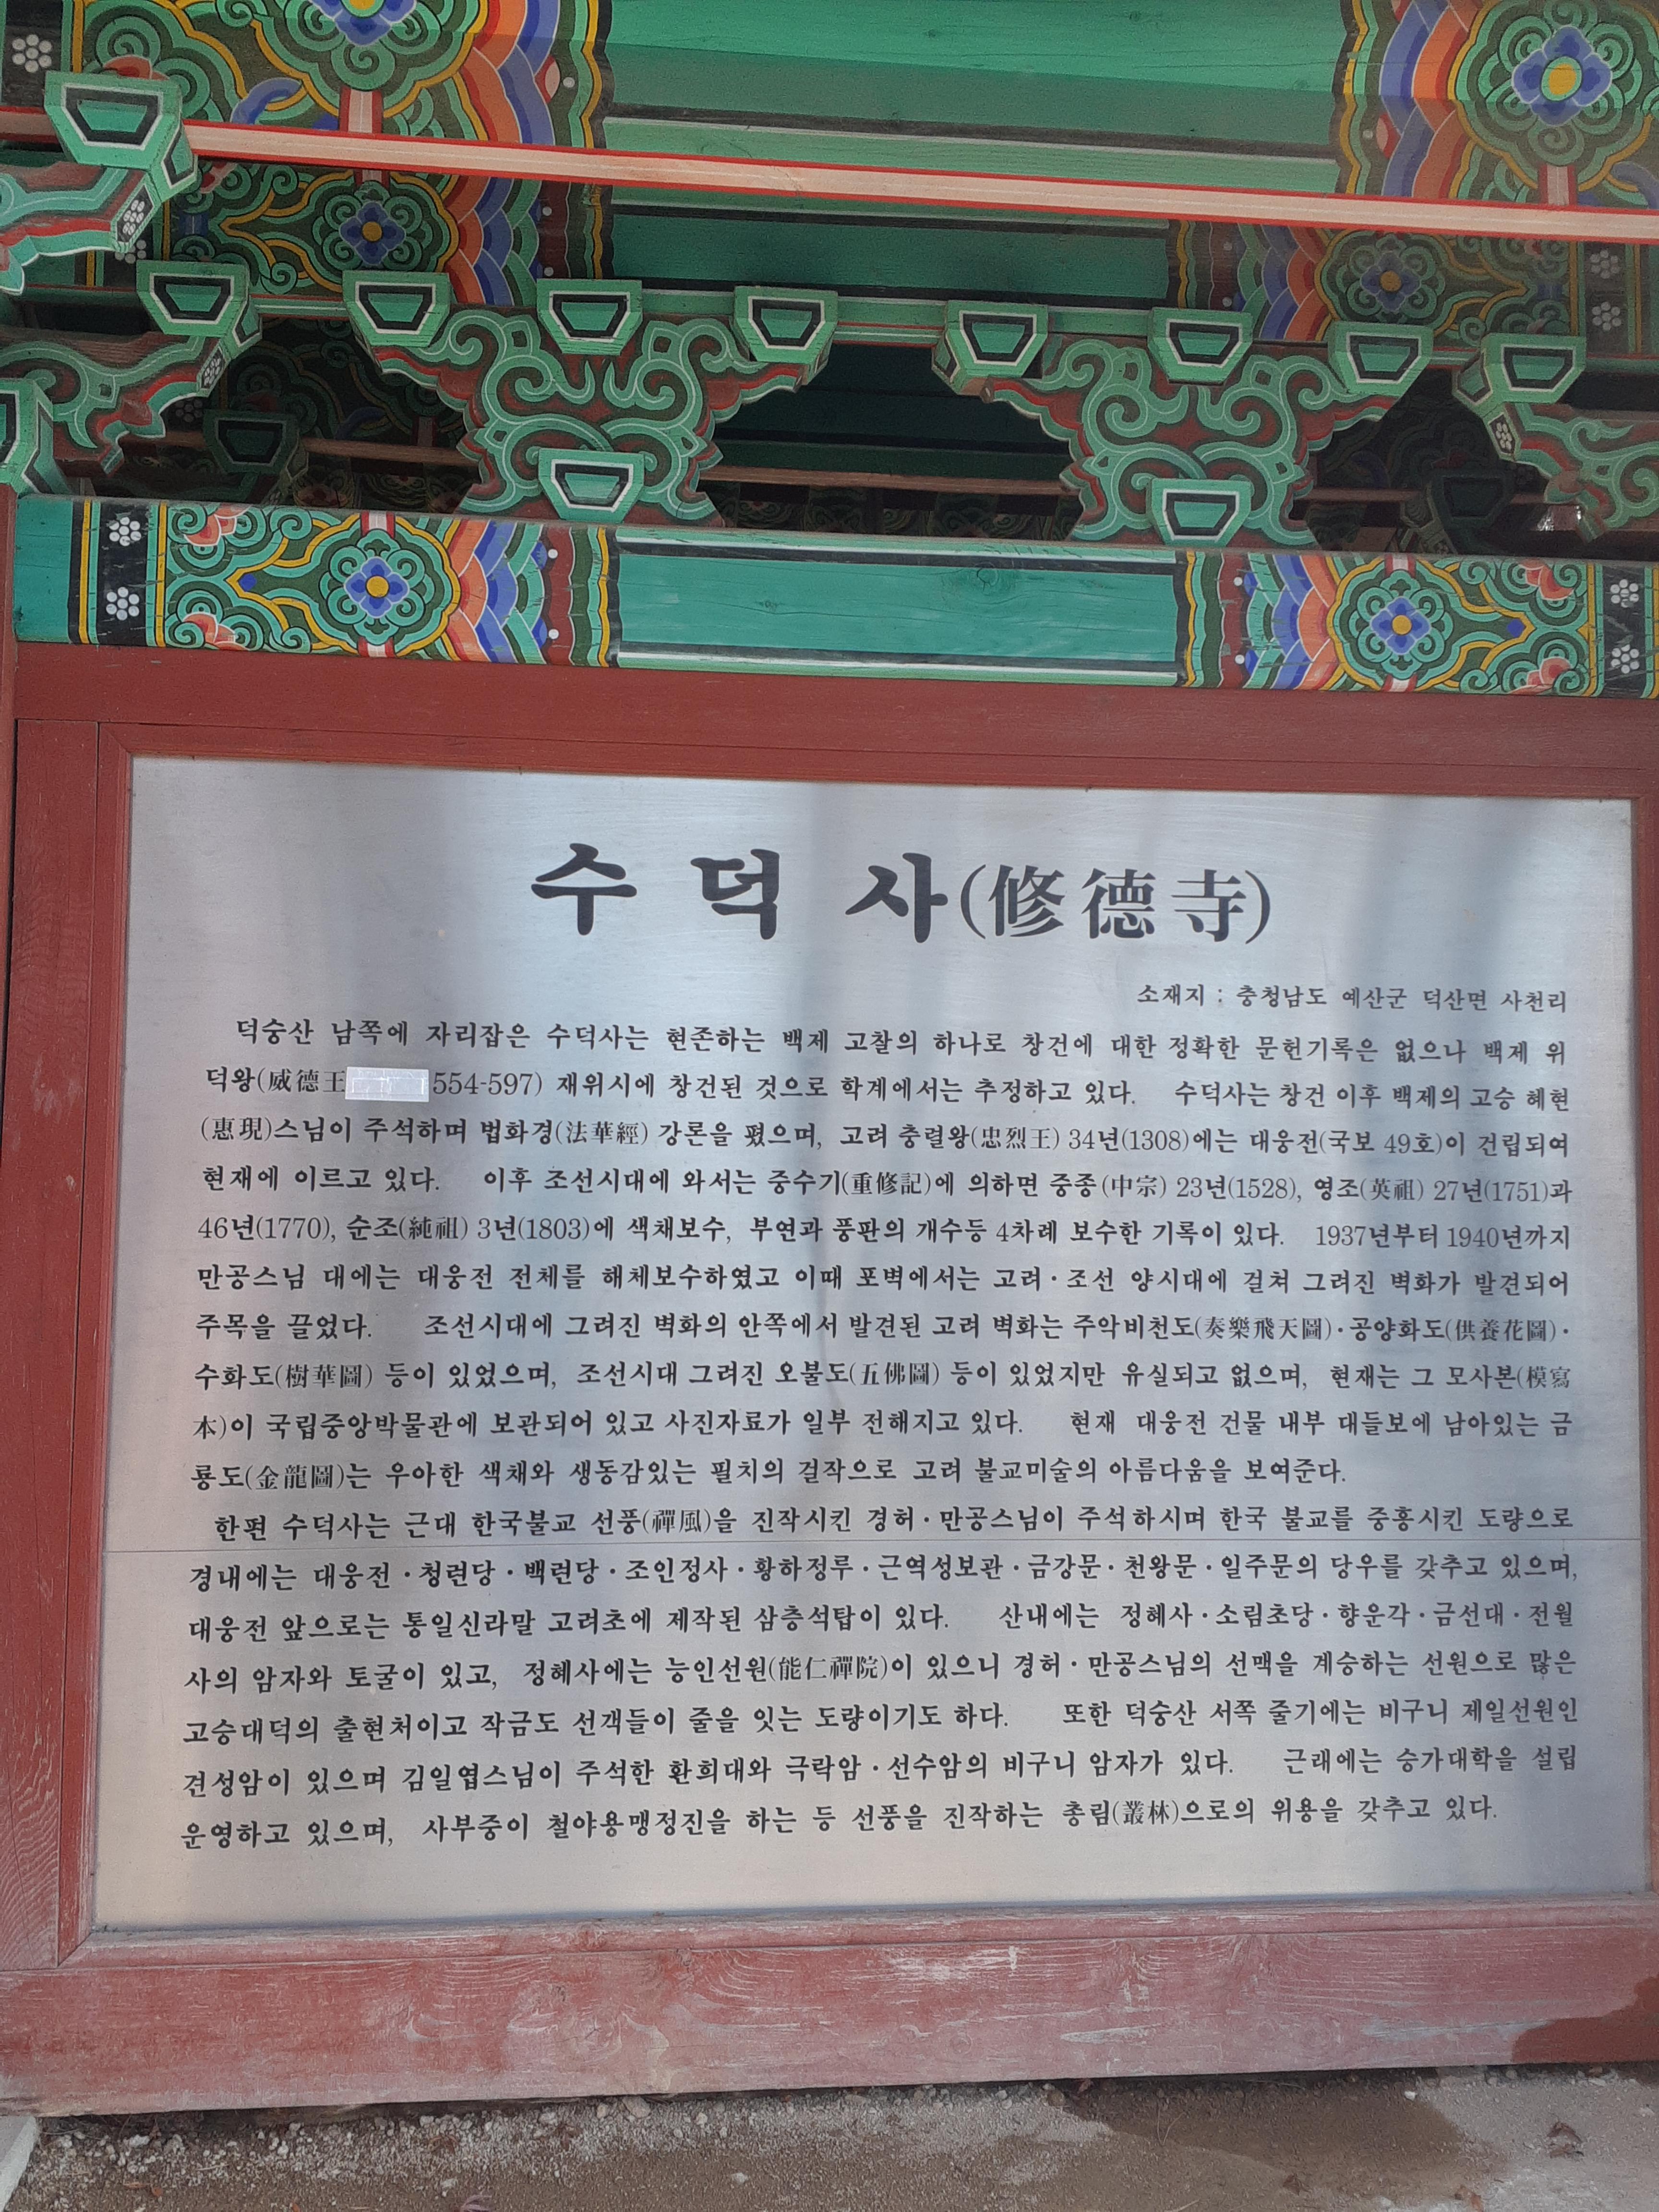 수 덕 사(修德寺)
소재지 : 충청남도 예산군 덕산면 사천리
덕숭산 남쪽에 자리잡은 수덕사는 현존하는 백제 고찰의 하나로 창건에 대한 정확한 문헌기록은 없으나 백제 위
덕왕(威德王 554-597) 재위시에 창건된 것으로 학계에서는 추정하고 있다. 수덕사는 창건 이후 백제의 고승 혜현
(惠現)스님이 주석하며 법화경(法華經) 강론을 폈으며, 고려 충렬왕(忠烈王) 34년(1308)에는 대웅전(국보 49호)이 건립되여
현재에 이르고 있다. 이후 조선시대에 와서는 중수기(重修記)에 의하면 중종(中宗) 23년(1528), 영조(英祖) 27년(1751)과
46년(1770), 순조(純祖) 3년(1803)에 색채보수, 부연과 풍판의 개수등 4차례 보수한 기록이 있다. 1937년부터 1940년까지
만공스님 대에는 대웅전 전체를 해체보수하였고 이때 포벽에서는 고려·조선 양시대에 걸쳐 그려진 벽화가 발견되어
주목을 끌었다. 조선시대에 그려진 벽화의 안쪽에서 발견된 고려 벽화는 주악비천도(奏樂飛天圖)·공양화도(供養花圖)·
수화도(樹華圖) 등이 있었으며, 조선시대 그려진 오불도(五佛圖) 등이 있었지만 유실되고 없으며, 현재는 그 모사본(模寫
本)이 국립중앙박물관에 보관되어 있고 사진자료가 일부 전해지고 있다. 현재 대웅전 건물 내부 대들보에 남아있는 금
룡도(金龍圖)는 우아한 색채와 생동감있는 필치의 걸작으로 고려 불교미술의 아름다움을 보여준다.
한편 수덕사는 근대 한국불교 선풍(禪風)을 진작시킨 경허·만공스님이 주석하시며 한국 불교를 중흥시킨 도량으로
경내에는 대웅전·청련당·백련당·조인정사·황하정루·근역성보관·금강문·천왕문·일주문의 당우를 갖추고 있으며,
대웅전 앞으로는 통일신라말 고려초에 제작된 삼층석탑이 있다. 산내에는 정혜사·소림초당·향운각·금선대·전월
사의 암자와 토굴이 있고, 정혜사에는 능인선원(能仁禪院)이 있으니 경허·만공스님의 선맥을 계승하는 선원으로 많은
고승대덕의 출현처이고 작금도 선객들이 줄을 잇는 도량이기도 하다. 또한 덕숭산 서쪽 줄기에는 비구니 제일선원인
견성암이 있으며 김일엽스님이 주석한 환희대와 극락암·선수암의 비구니 암자가 있다. 근래에는 승가대학을 설립
운영하고 있으며, 사부중이 철야용맹정진을 하는 등 선풍을 진작하는 총림(叢林)으로의 위용을 갖추고 있다.